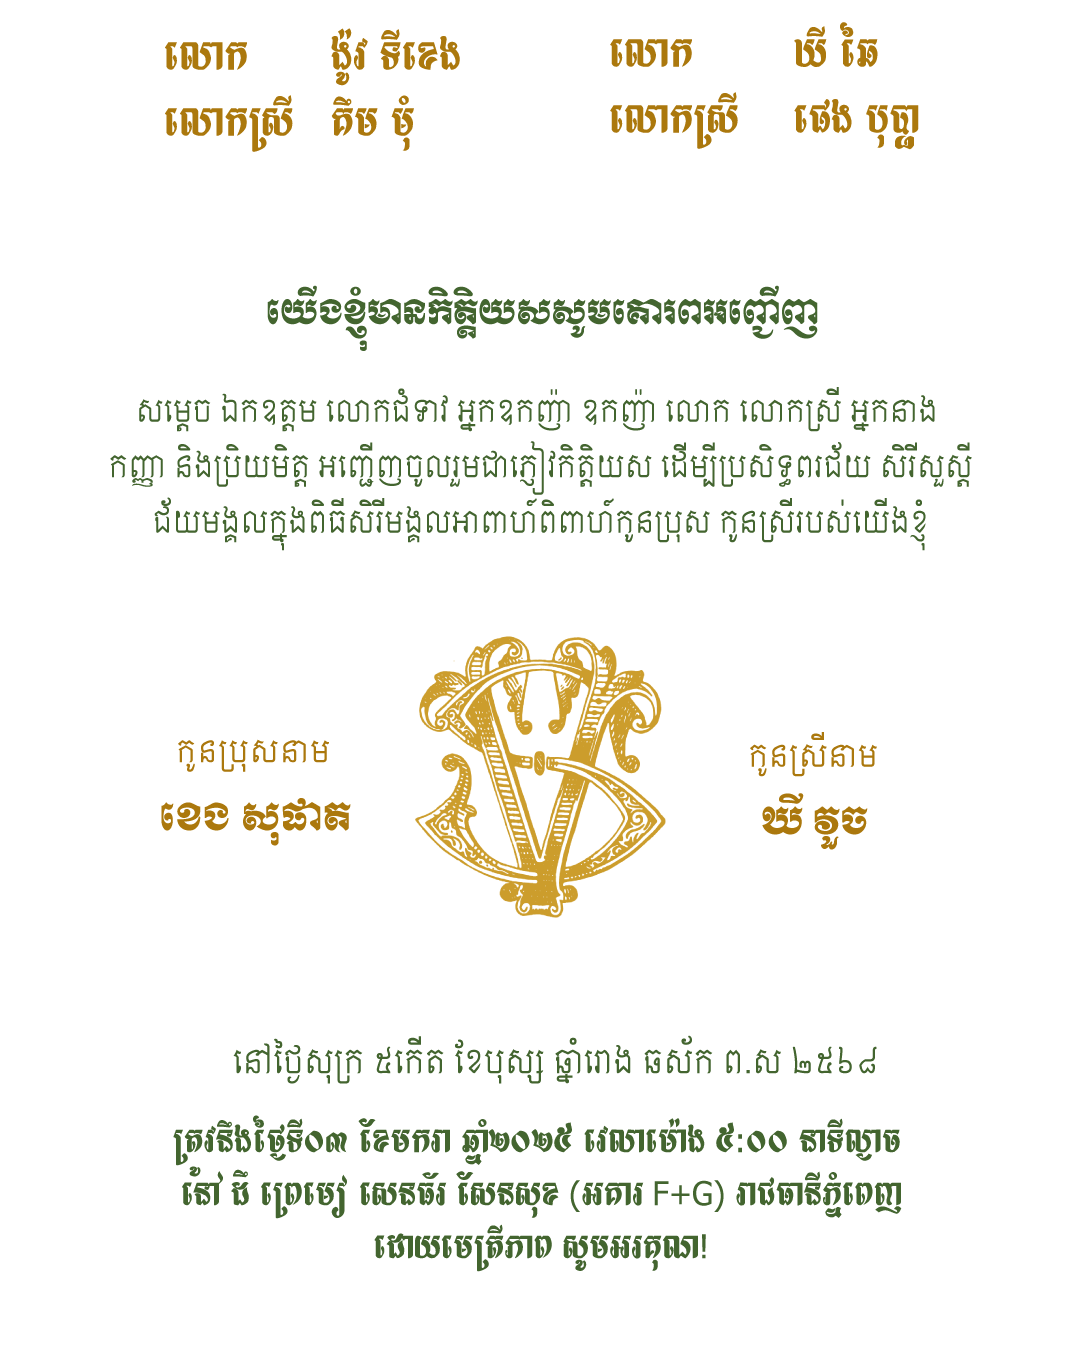 លោក ង៉ូវ ទីខេង
លោកស្រី គឹម មុំ
លោក ឃី ឆៃ
លោកស្រី ផេង បុប្ផា
យើងខ្ញុំមានកិត្តិយសសូមគោរពអញ្ជើញ
សម្តេច ឯកឧត្តម លោកជំទាវ អ្នកឧកញ៉ា ឧកញ៉ា លោក លោកស្រី អ្នកនាង
កញ្ញា និងប្រិយមិត្ត អញ្ជើញចូលរួមជាភ្ញៀវកិត្តិយស ដើម្បីប្រសិទ្ធពរជ័យ សិរីសួស្តី
ជ័យមង្គលក្នុងពិធីសិរីមង្គលអាពាហ៍ពិពាហ៍កូនប្រុស កូនស្រីរបស់យើងខ្ញុំ
កូនប្រុសនាម
ខេង សុផាត
កូនស្រីនាម
ឃី វួច
នៅថ្ងៃសុក្រ ៥កើត ខែបុស្ស ឆ្នាំរោង ឆស័ក ព.ស ២៥៦៨
ត្រូវនឹងថ្ងៃទី០៣ ខែមករា ឆ្នាំ២០២៥ វេលាម៉ោង ៥:០០ នាទីល្ងាច
នៅ ដឹ ព្រេមៀ សេនធ័រ សែនសុខ (អគារ F+G) រាជធានីភ្នំពេញ
ដោយមេត្រីភាព សូមអរគុណ!